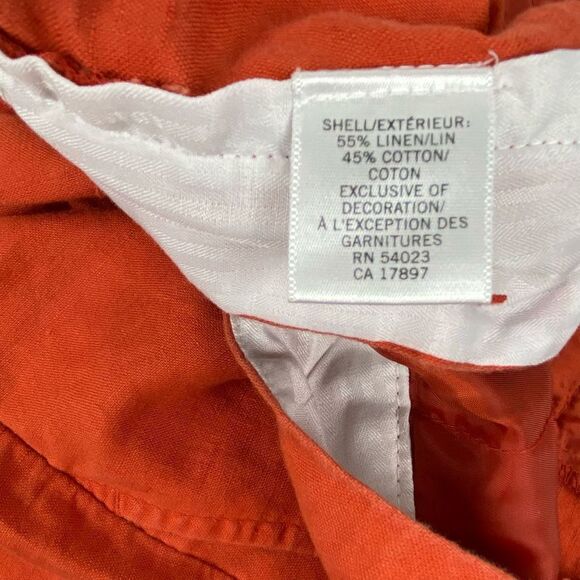 SHELL/EXTÉRIEUR:
55% LINEN/LIN
45% COTTON/
COTON
EXCLUSIVE OF
DECORATION/
À L'EXCEPTION DES
GARNITURES
RN 54023
CA 17897